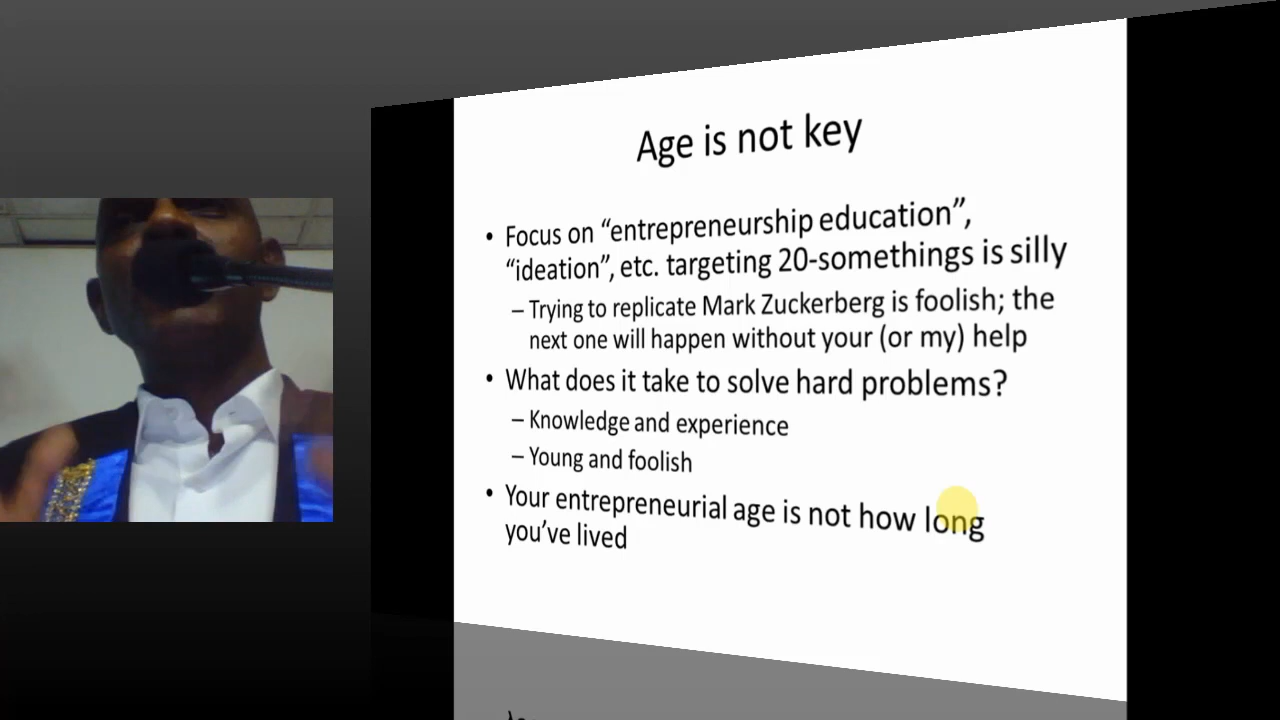 Age is not key
• Focus on “entrepreneurship education”,
“ideation”, etc. targeting 20-somethings is silly
– Trying to replicate Mark Zuckerberg is foolish; the
next one will happen without your (or my) help
• What does it take to solve hard problems?
– Knowledge and experience
– Young and foolish
• Your entrepreneurial age is not how long
you’ve lived